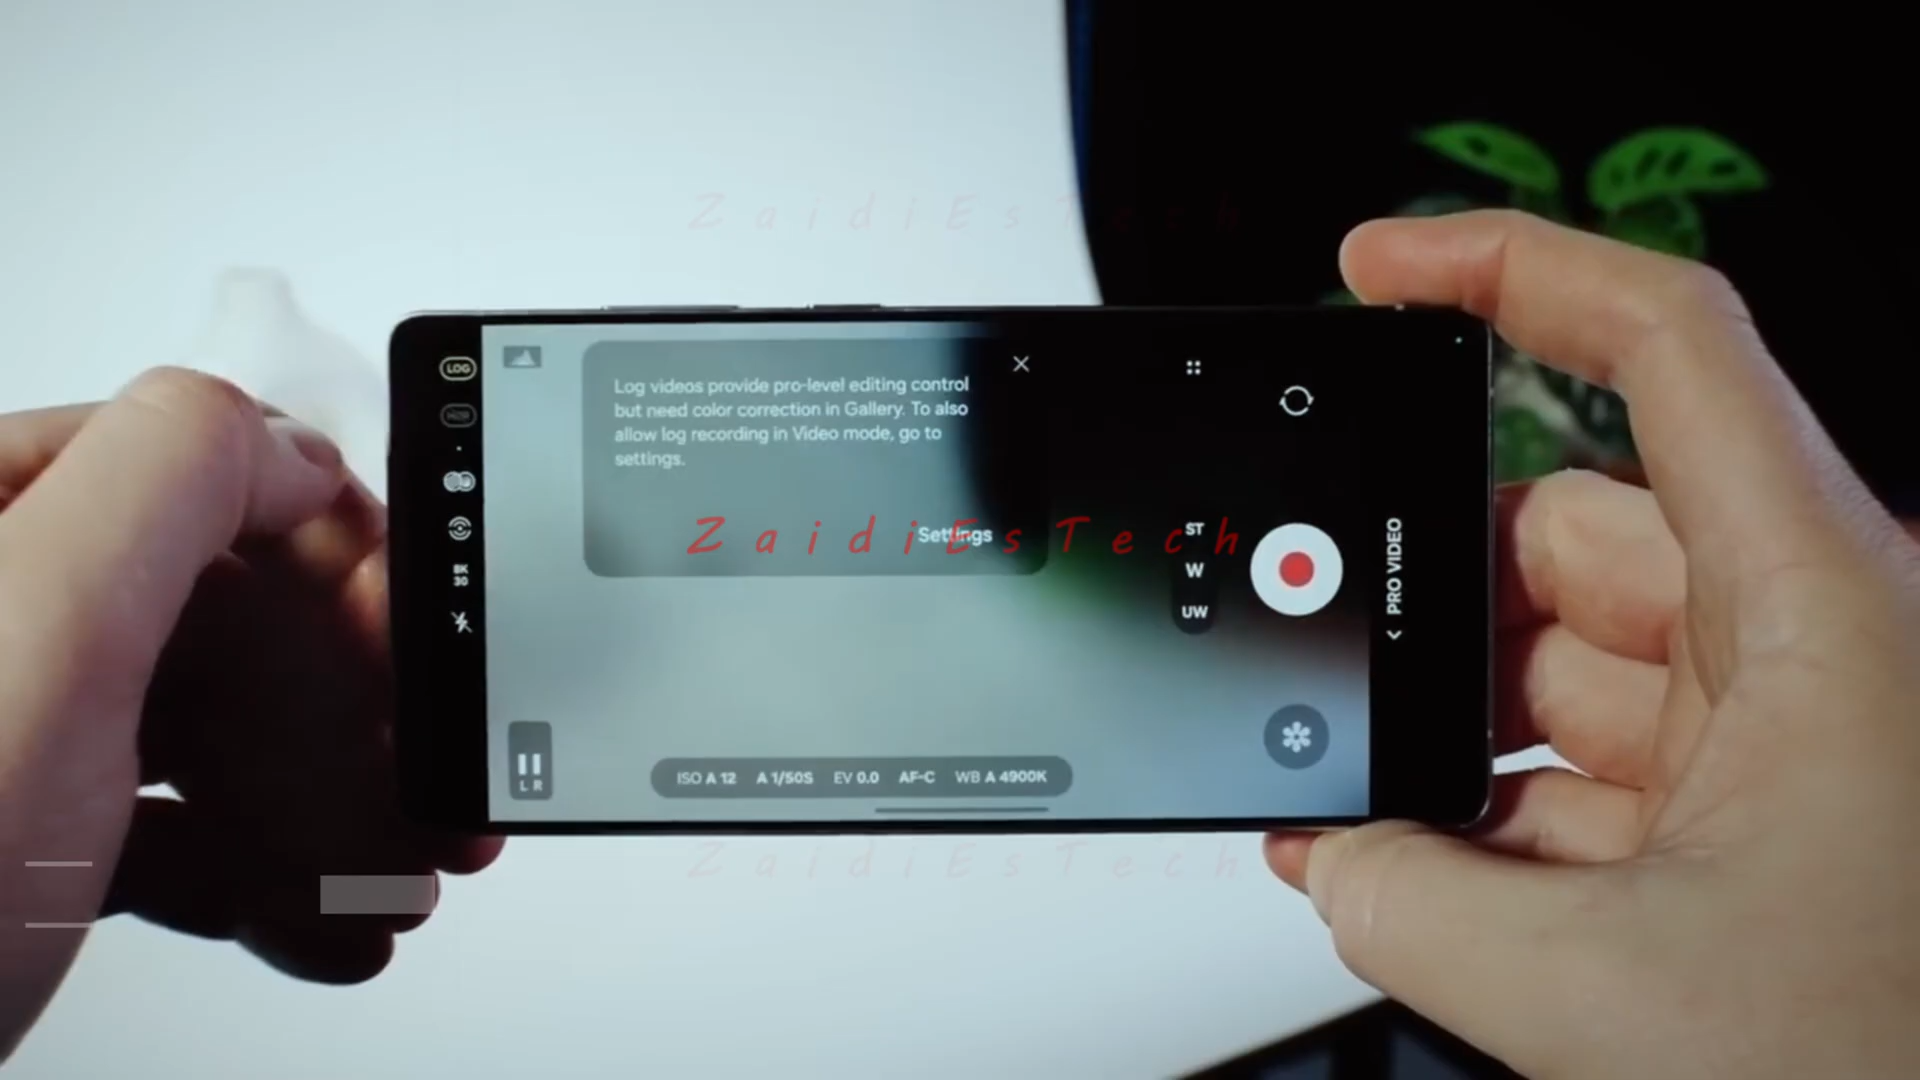 ZaidiEsTech
LOG
HDR
8K
30
Log videos provide pro-level editing control
but need color correction in Gallery. To also
allow log recording in Video mode, go to
settings.
Settings
ZaidiEsTech
ST
W
UW
PRO VIDEO
L R
ISO A 12 A 1/50S EV 0.0 AF-C WB A 4900K
ZaidiEsTech